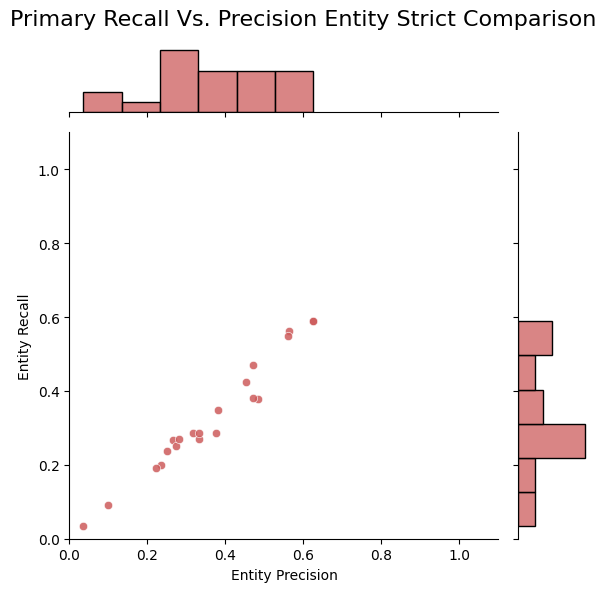 Primary Recall Vs. Precision Entity Strict Comparison
1.0
0.8
0.6
0.4
0.2
0.0
Entity Recall
0.0 0.2 0.4 0.6 0.8 1.0
Entity Precision